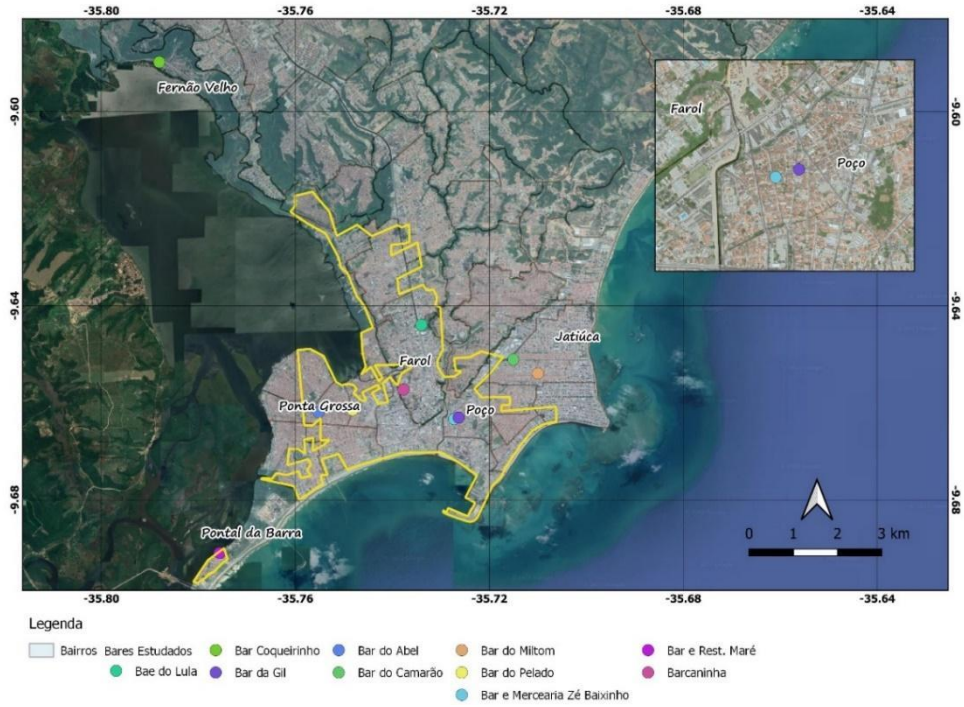 -35.80 -35.76 -35.72 -35.68 -35.64
Fernão Velho
-9.60 -9.60
Farol
Poço
-9.64 -9.64
Jatiúca
Farol
Ponta Grossa
Poço
-9.68 -9.68
Pontal da Barra
0 1 2 3 km
-35.80 -35.76 -35.72 -35.68 -35.64
Legenda
Bairros Bares Estudados Bar Coqueirinho Bar do Abel Bar do Miltom Bar e Rest. Maré
Bae do Lula Bar da Gil Bar do Camarão Bar do Pelado Barcaninha
Bar e Mercearia Zé Baixinho